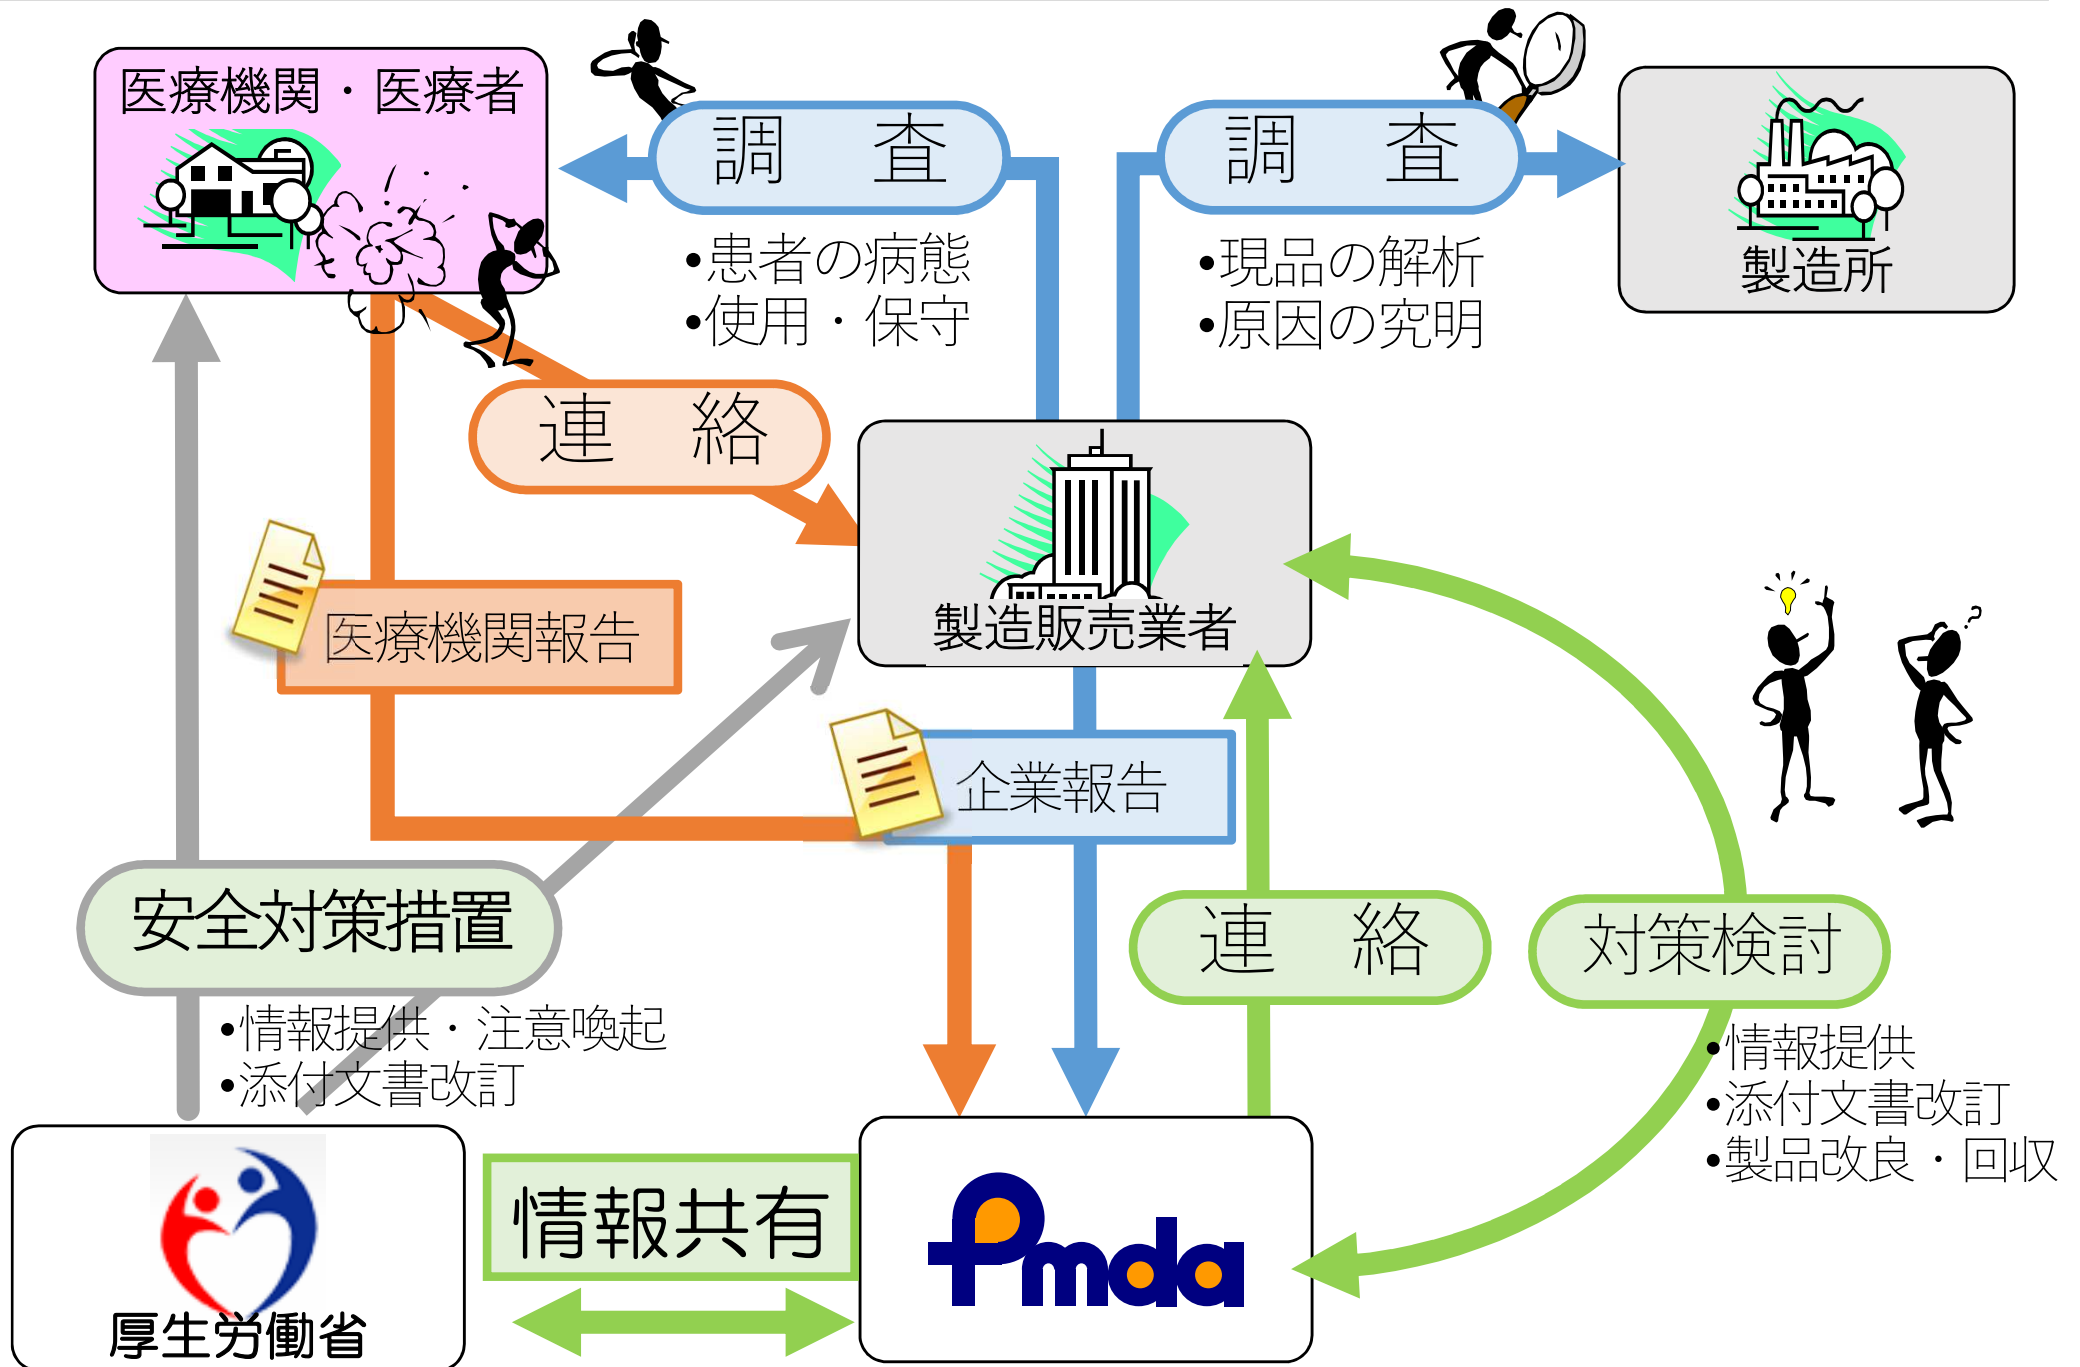 医療機関・医療者
調 査
調 査
製造所
•患者の病態
•使用・保守
•現品の解析
•原因の究明
連 絡
製造販売業者
医療機関報告
企業報告
安全対策措置
連 絡
対策検討
•情報提供・注意喚起
•添付文書改訂
•情報提供
•添付文書改訂
•製品改良・回収
情報共有
Pmda
厚生労働省